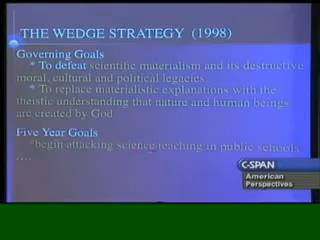 THE WEDGE STRATEGY (1998)
Governing Goals
* To defeat scientific materialism and its destructive
moral, cultural and political legacies
* To replace materialistic explanations with the
theistic understanding that nature and human beings
are created by God
Five Year Goals
*begin attacking science teaching in public schools
....
C-SPAN
American
Perspectives